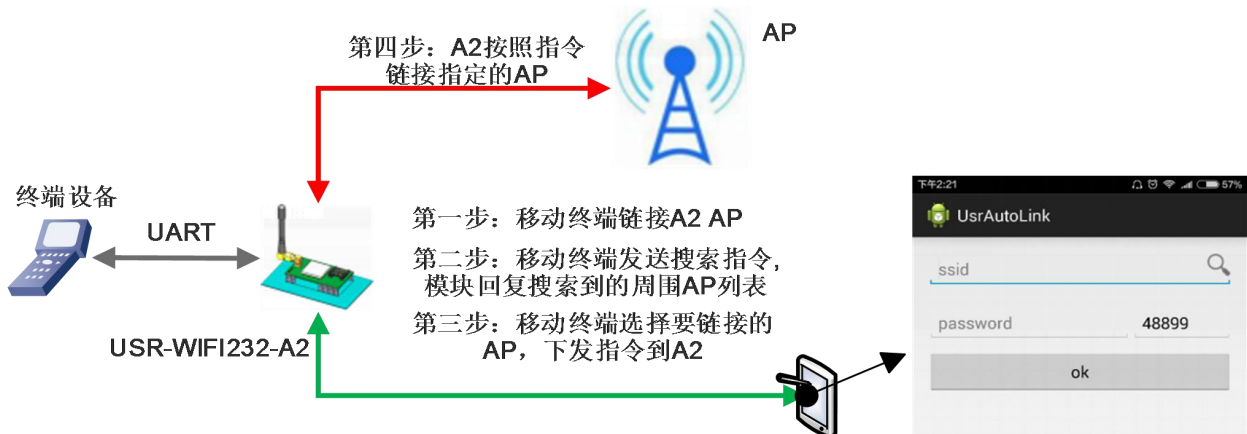 AP
第四步：A2按照指令
链接指定的AP
终端设备
UART
USR-WIFI232-A2
第一步：移动终端链接A2 AP
第二步：移动终端发送搜索指令,
模块回复搜索到的周围AP列表
第三步：移动终端选择要链接的
AP，下发指令到A2
下午2:21
57%
UsrAutoLink
ssid
password
48899
ok